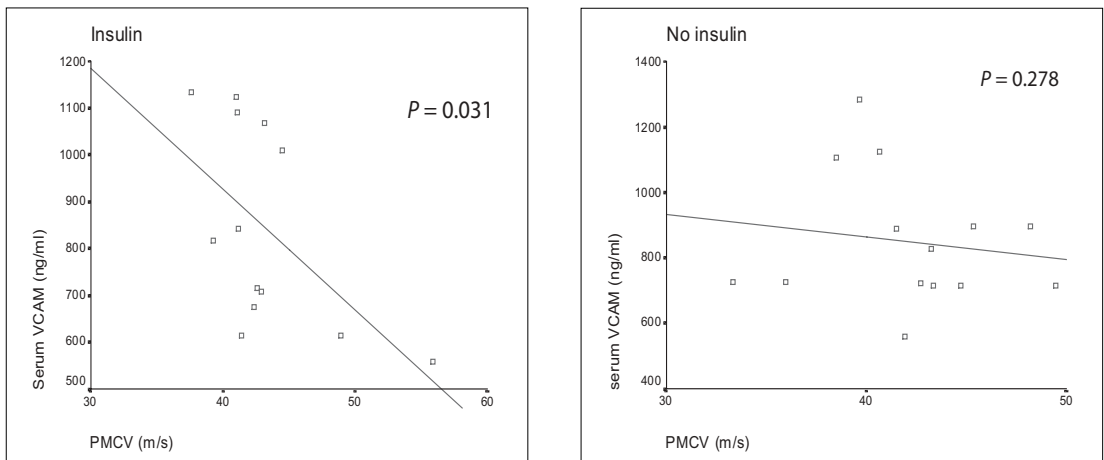 Insulin
1200
1100
1000
900
800
700
600
500
30
40
50
60
P = 0.031
Serum VCAM (ng/ml)
PMCV (m/s)
No insulin
1400
1200
1000
800
600
400
30
40
50
P = 0.278
serum VCAM (ng/ml)
PMCV (m/s)